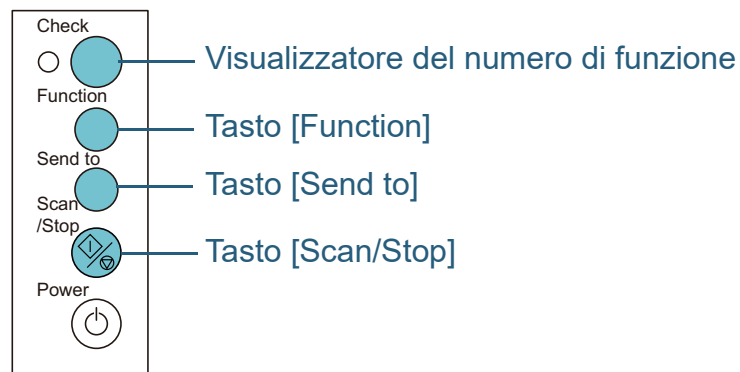 Check
Visualizzatore del numero di funzione
Function
Tasto [Function]
Send to
Tasto [Send to]
Scan
/Stop
Tasto [Scan/Stop]
Power